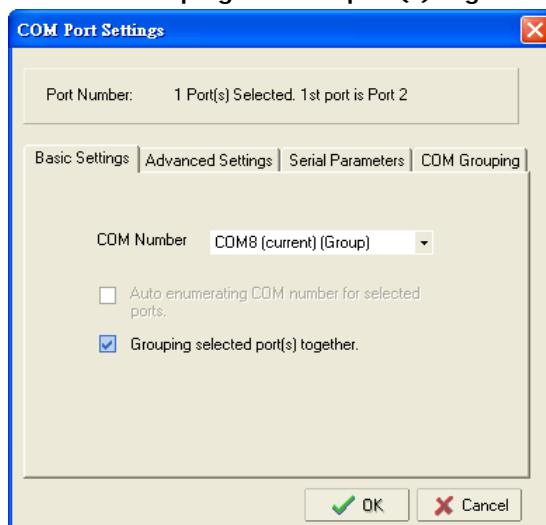 COM Port Settings
Port Number: 1 Port(s) Selected. 1st port is Port 2
Basic Settings Advanced Settings Serial Parameters COM Grouping
COM Number COM8 (current) (Group)
Auto enumerating COM number for selected
ports.
Grouping selected port(s) together.
OK Cancel